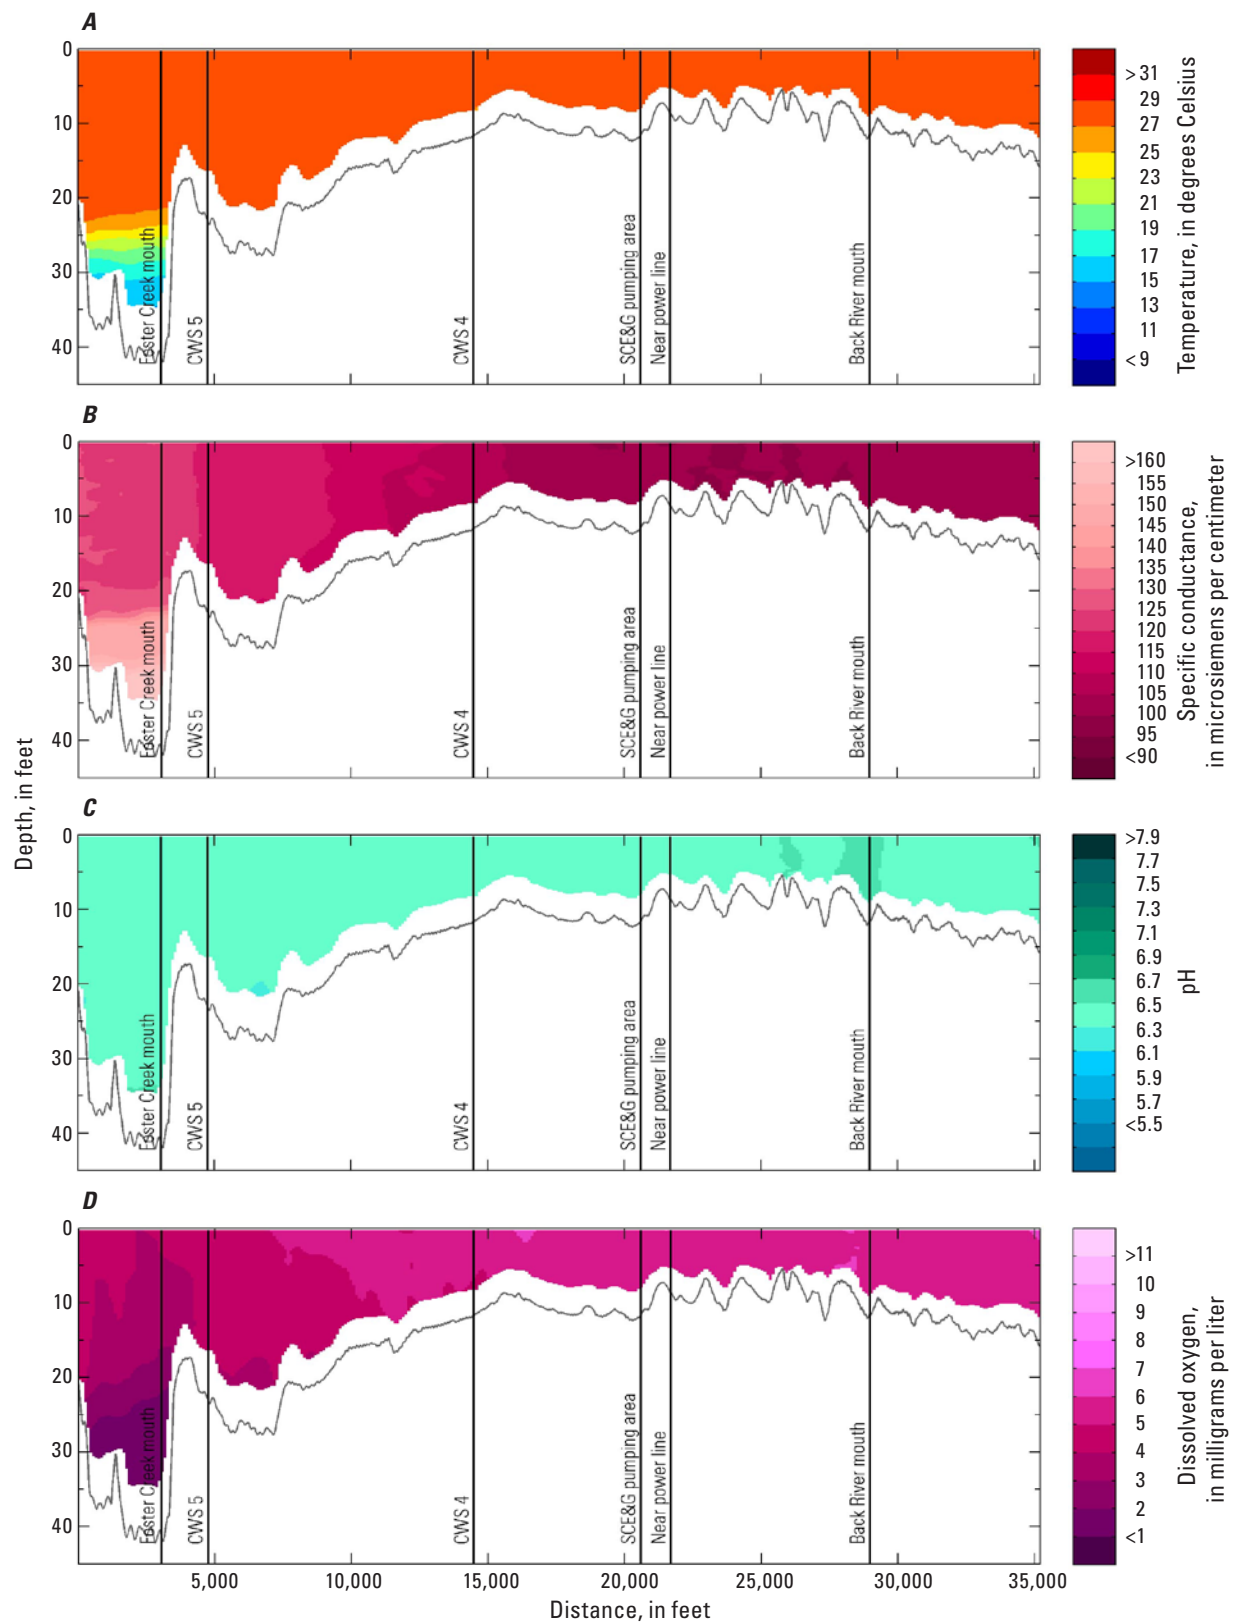 A
0
10
20
30
40
Foster Creek mouth
CWS 5
CWS 4
SCE&G pumping area
Near power line
Back River mouth
>31
29
27
25
23
21
19
17
15
13
11
<9
Temperature, in degrees Celsius
B
0
10
20
30
40
Foster Creek mouth
CWS 5
CWS 4
SCE&G pumping area
Near power line
Back River mouth
>160
155
150
145
140
135
130
125
120
115
110
105
100
95
<90
Specific conductance,
in microsiemens per centimeter
Depth, in feet
C
0
10
20
30
40
Foster Creek mouth
CWS 5
CWS 4
SCE&G pumping area
Near power line
Back River mouth
>7.9
7.7
7.5
7.3
7.1
6.9
6.7
6.5
6.3
6.1
5.9
5.7
<5.5
pH
D
0
10
20
30
40
Foster Creek mouth
CWS 5
CWS 4
SCE&G pumping area
Near power line
Back River mouth
>11
10
9
8
7
6
5
4
3
2
<1
Dissolved oxygen,
in milligrams per liter
5,000
10,000
15,000
20,000
25,000
30,000
35,000
Distance, in feet